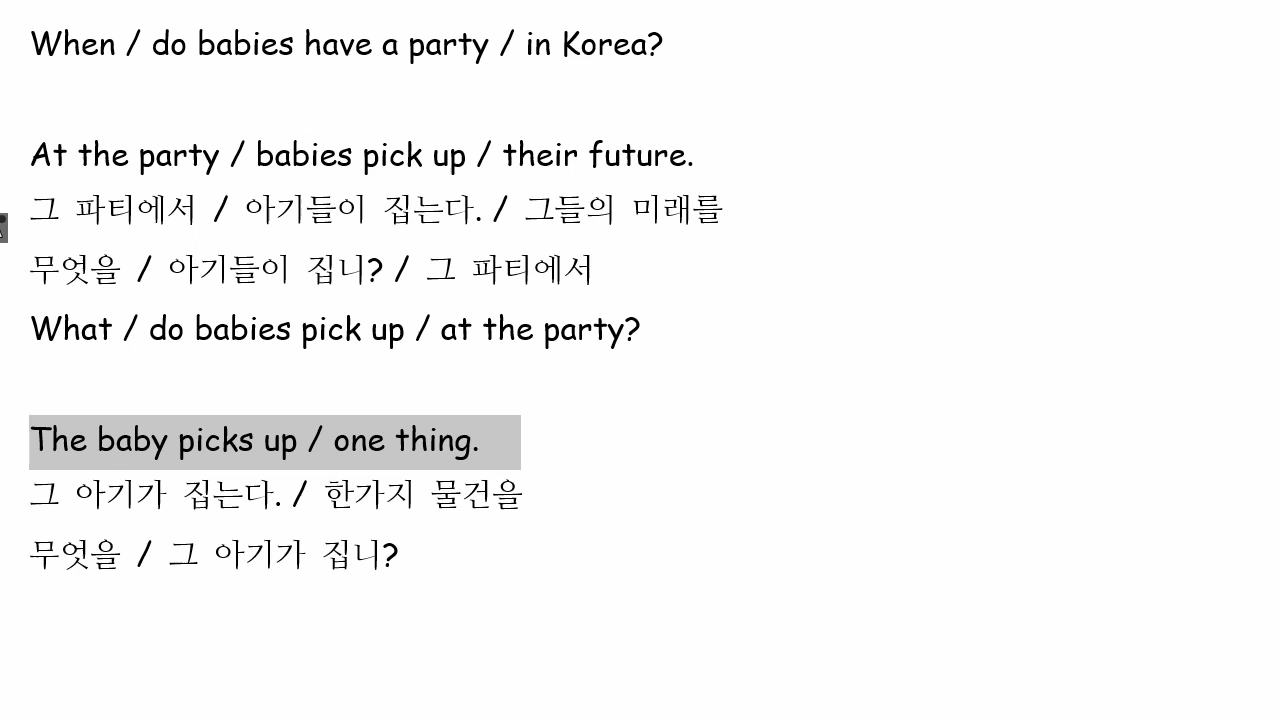 When / do babies have a party / in Korea?
At the party / babies pick up / their future.
그 파티에서 / 아기들이 집는다. / 그들의 미래를
무엇을 / 아기들이 집니? / 그 파티에서
What / do babies pick up / at the party?
The baby picks up / one thing.
그 아기가 집는다. / 한가지 물건을
무엇을 / 그 아기가 집니?